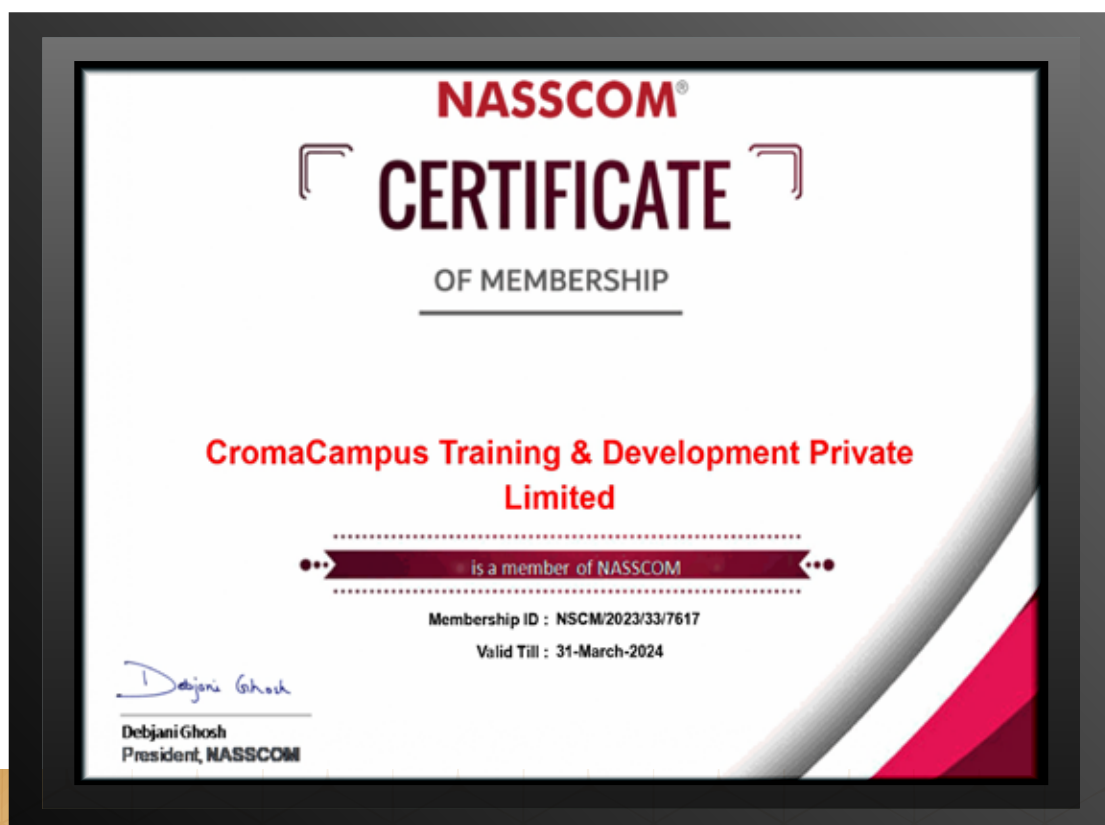 NASSCOM®
CERTIFICATE
OF MEMBERSHIP
CromaCampus Training & Development Private
Limited
is a member of NASSCOM
Membership ID : NSCM/2023/33/7617
Valid Till : 31-March-2024
Debjani Ghosh
Debjani Ghosh
President, NASSCOM